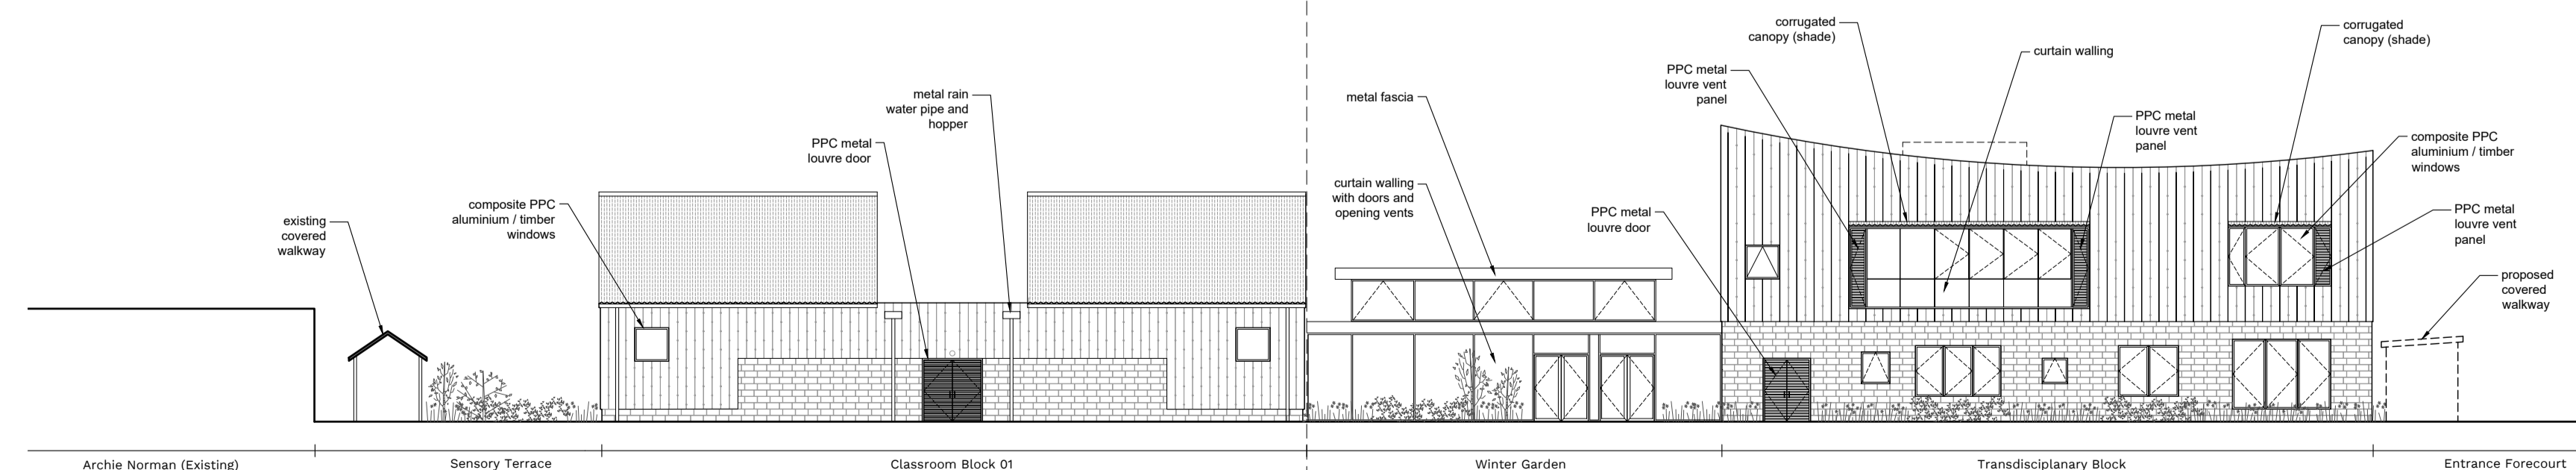 existing
covered
walkway
composite PPC
aluminium / timber
windows
PPC metal
louvre door
metal rain
water pipe and
hopper
metal fascia
curtain walling
with doors and
opening vents
PPC metal
louvre door
PPC metal
louvre vent
panel
corrugated
canopy (shade)
curtain walling
PPC metal
louvre vent
panel
corrugated
canopy (shade)
composite PPC
aluminium / timber
windows
PPC metal
louvre vent
panel
proposed
covered
walkway
Archie Norman (Existing)
Sensory Terrace
Classroom Block 01
Winter Garden
Transdisciplanary Block
Entrance Forecourt